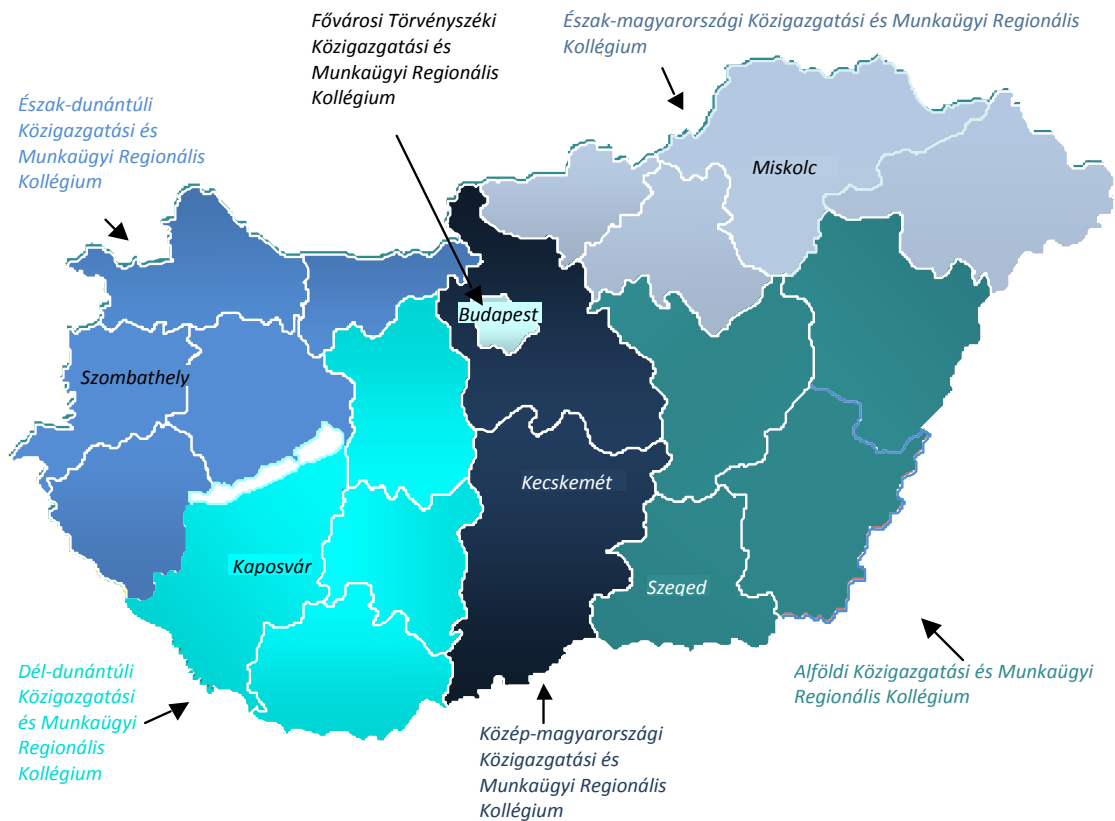 Fővárosi Törvényszéki
Közigazgatási és
Munkaügyi Regionális
Kollégium
Észak-magyarországi Közigazgatási és Munkaügyi Regionális
Kollégium
Észak-dunántúli
Közigazgatási és
Munkaügyi Regionális
Kollégium
Miskolc
Budapest
Szombathely
Kecskemét
Kaposvár
Szeged
Dél-dunántúli
Közigazgatási
és Munkaügyi
Regionális
Kollégium
Alföldi Közigazgatási és Munkaügyi
Regionális Kollégium
Közép-magyarországi
Közigazgatási és
Munkaügyi Regionális
Kollégium